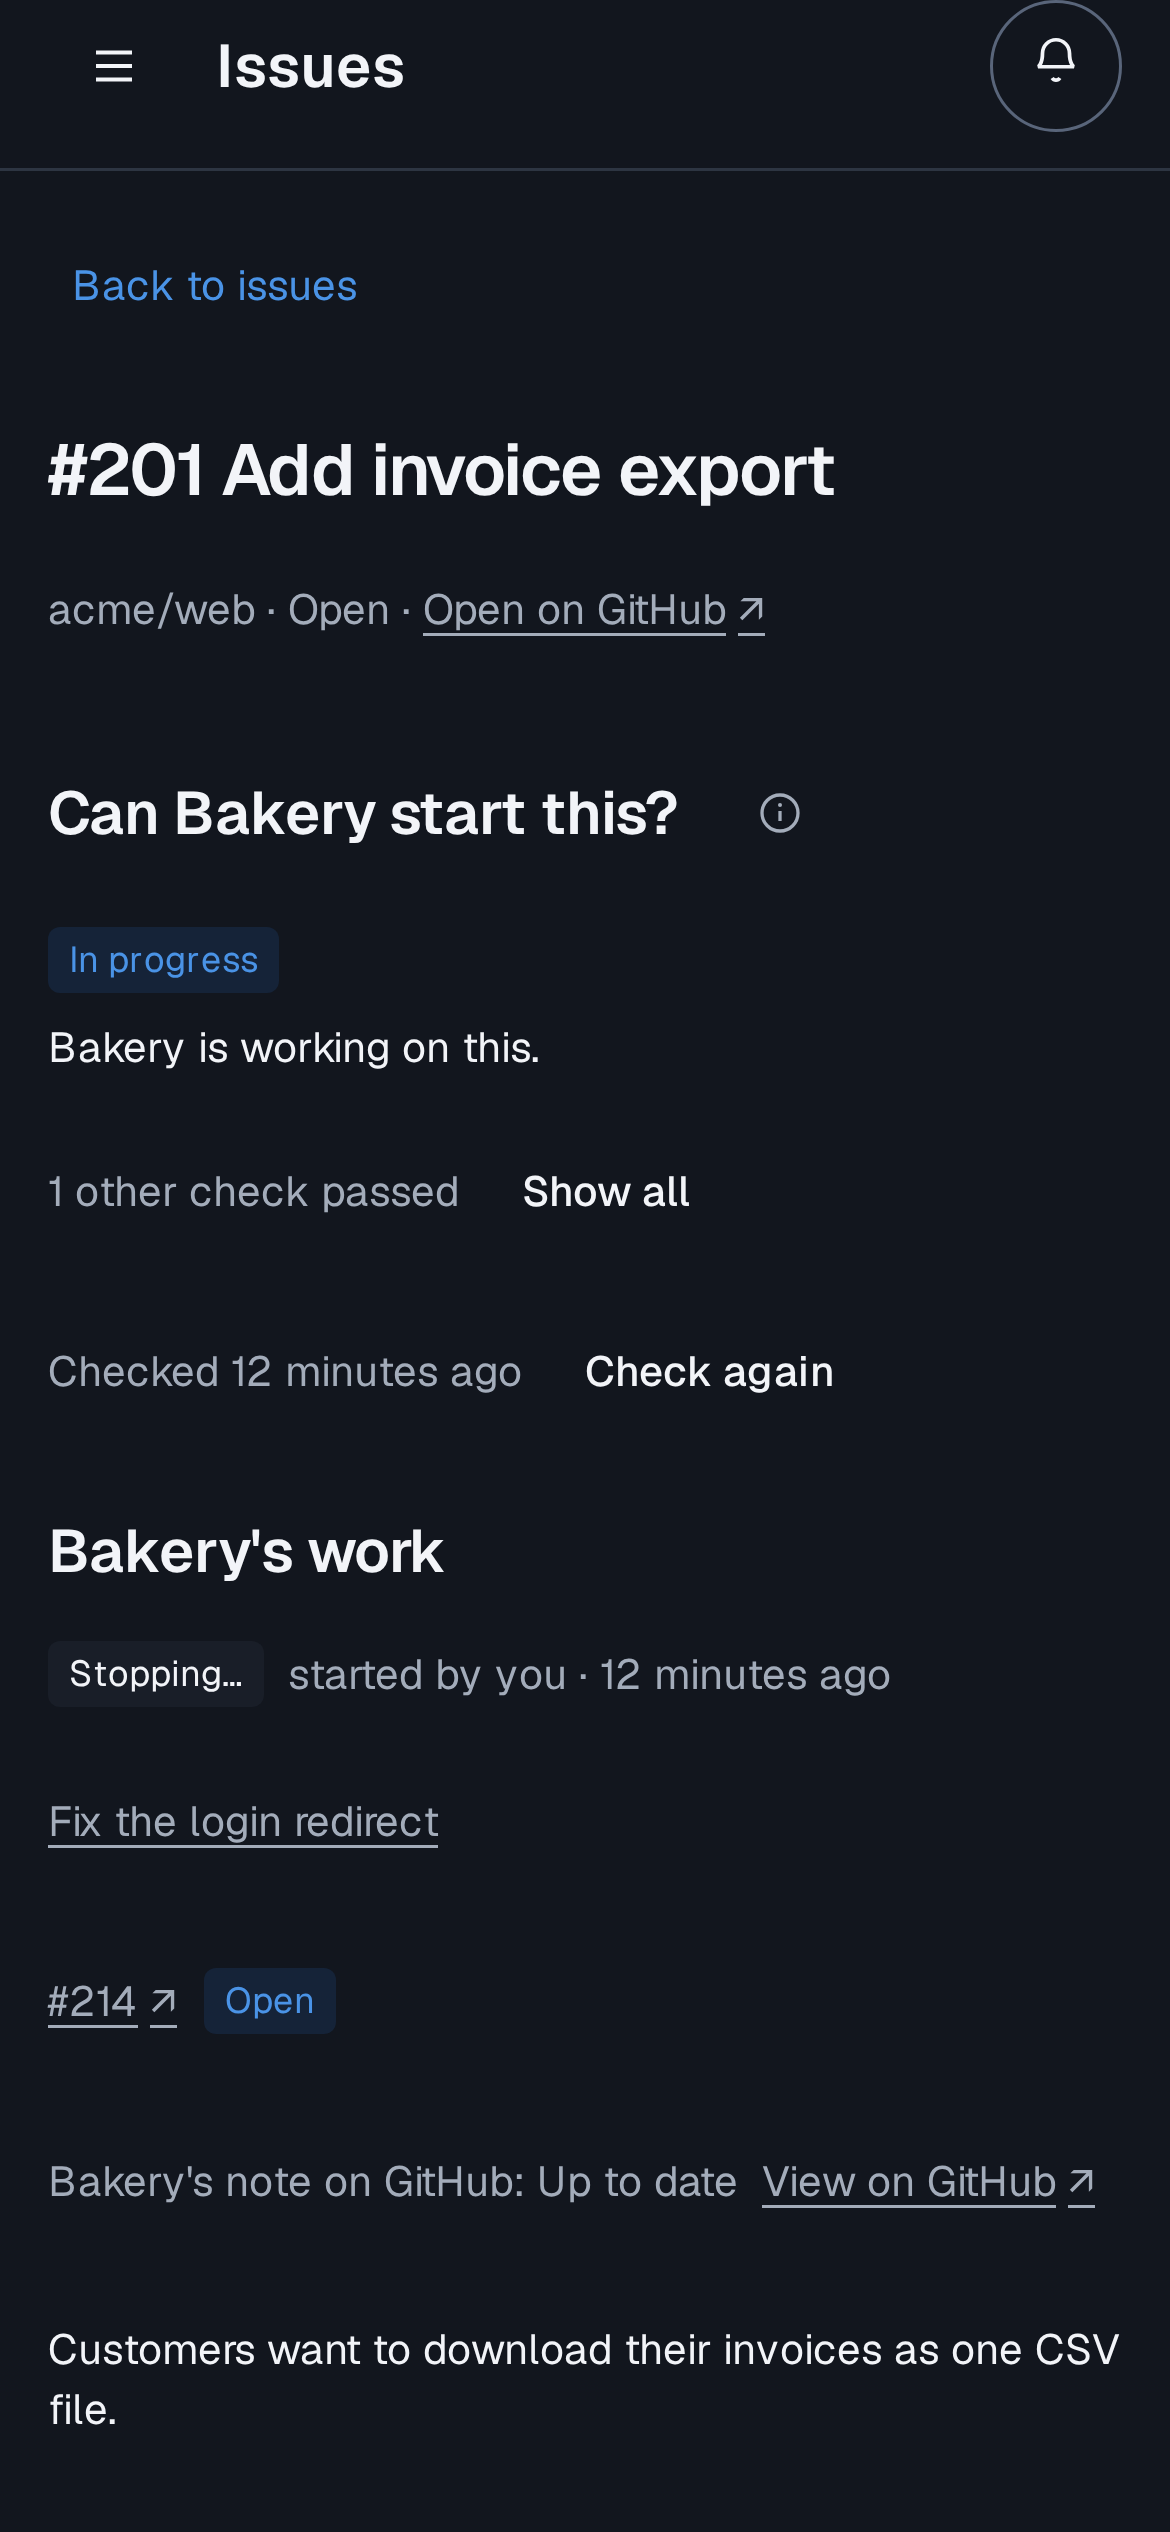 Issues
Back to issues
#201 Add invoice export
acme/web · Open · Open on GitHub ↗
Can Bakery start this?
In progress
Bakery is working on this.
1 other check passed Show all
Checked 12 minutes ago Check again
Bakery's work
Stopping… started by you · 12 minutes ago
Fix the login redirect
#214 ↗ Open
Bakery's note on GitHub: Up to date View on GitHub ↗
Customers want to download their invoices as one CSV
file.